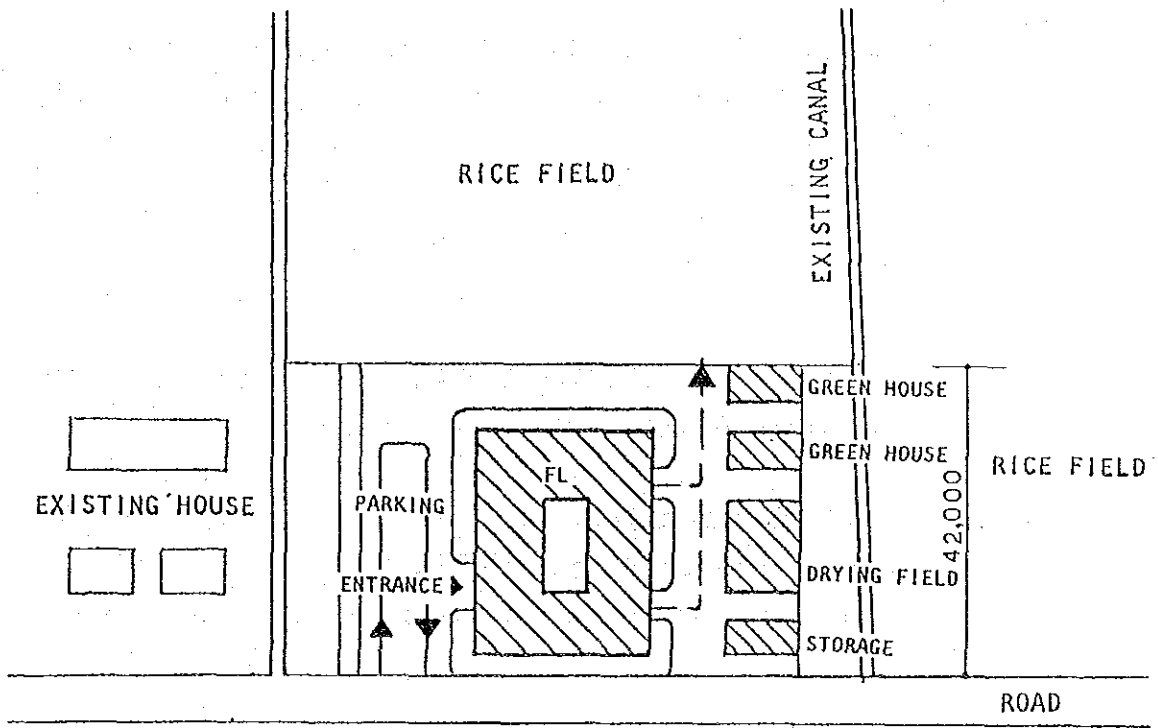 EXISTING CANAL
RICE FIELD
GREEN HOUSE
GREEN HOUSE
RICE FIELD
FL
PARKING
EXISTING HOUSE
42,000
ENTRANCE
DRYING FIELD
STORAGE
ROAD